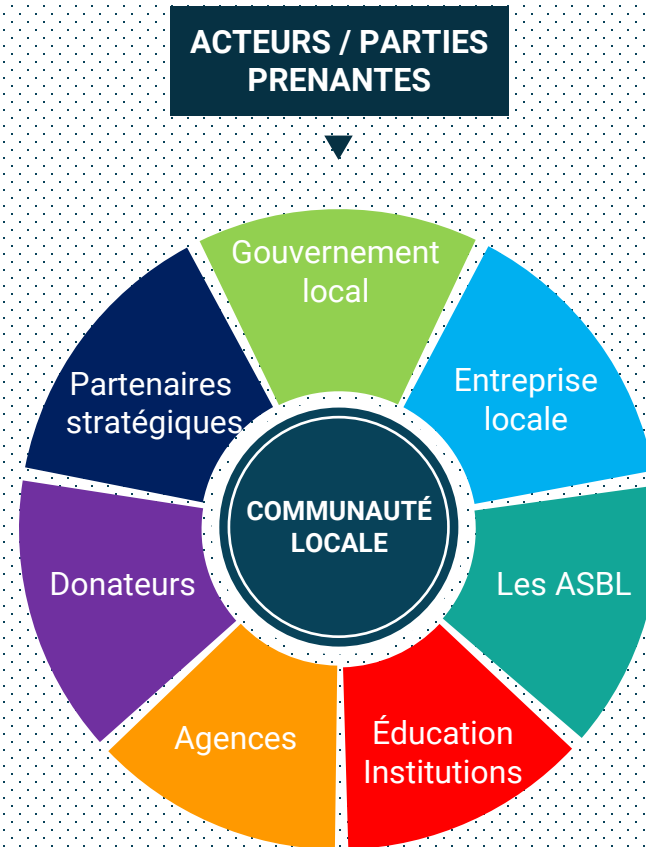 ACTEURS / PARTIES
PRENANTES
Gouvernement
local
Entreprise
locale
Les ASBL
Éducation
Institutions
Agences
Donateurs
Partenaires
stratégiques
COMMUNAUTÉ
LOCALE